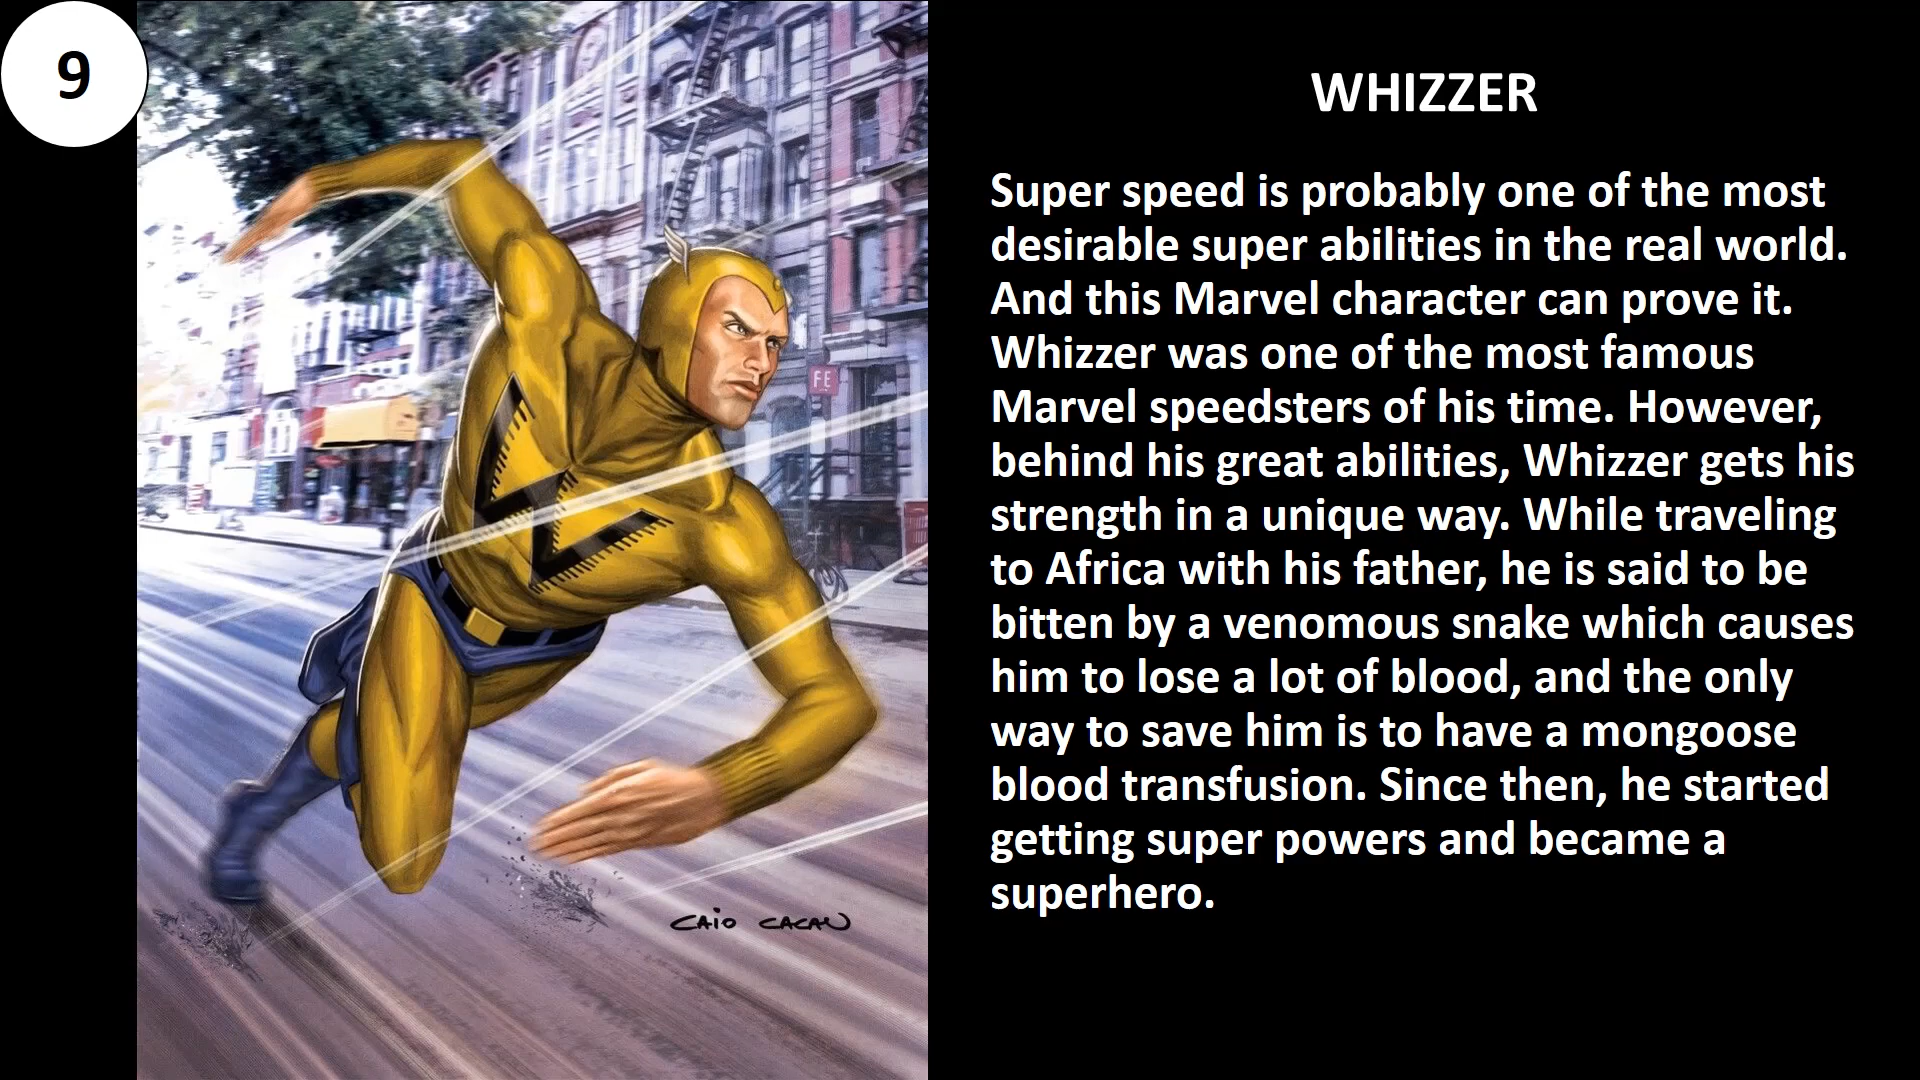 9
WHIZZER
Super speed is probably one of the most
desirable super abilities in the real world.
And this Marvel character can prove it.
Whizzer was one of the most famous
Marvel speedsters of his time. However,
behind his great abilities, Whizzer gets his
strength in a unique way. While traveling
to Africa with his father, he is said to be
bitten by a venomous snake which causes
him to lose a lot of blood, and the only
way to save him is to have a mongoose
blood transfusion. Since then, he started
getting super powers and became a
superhero.
FE
CAIO CACAU